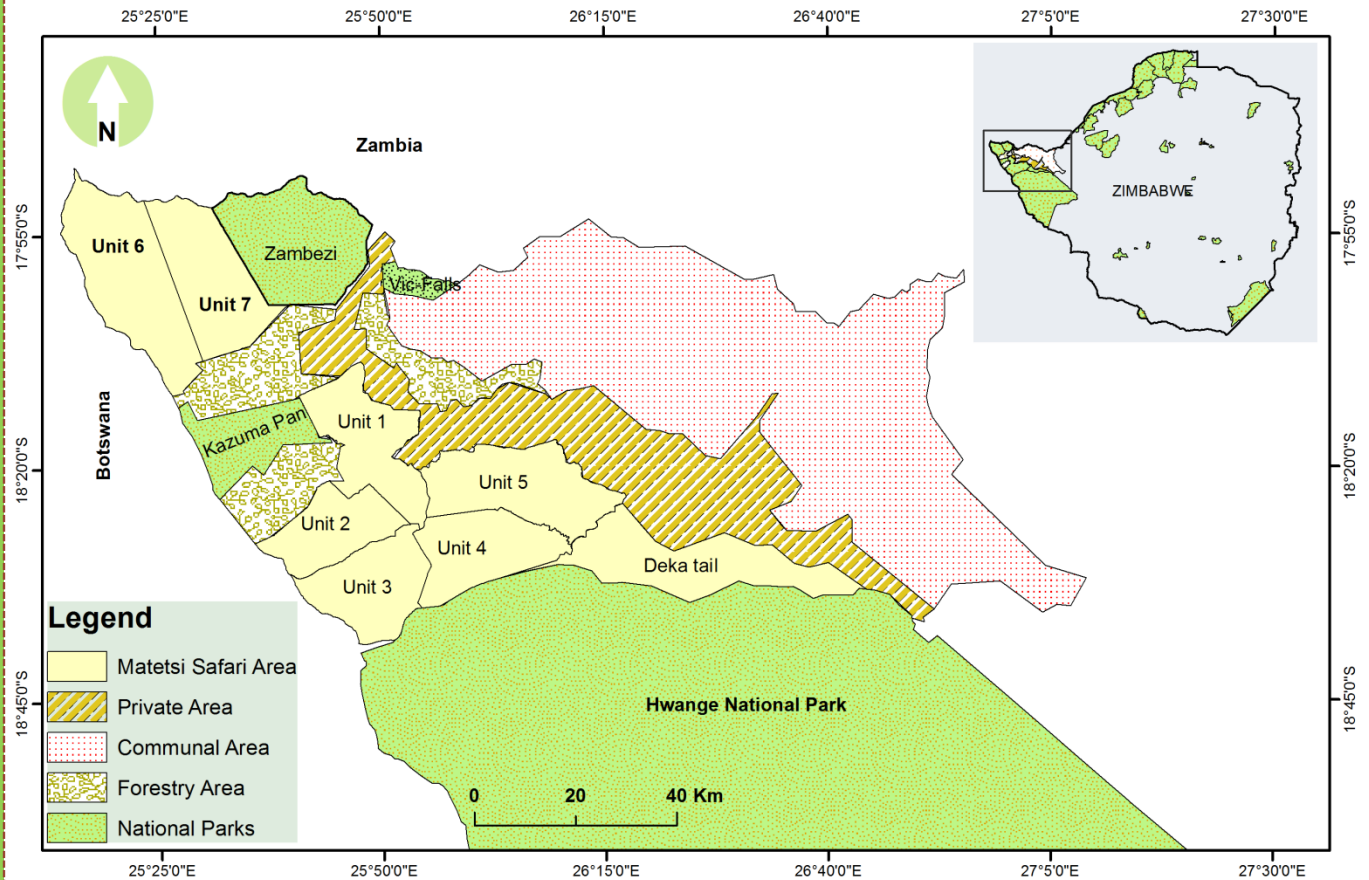 25°25'0"E 25°50'0"E 26°15'0"E 26°40'0"E 27°5'0"E 27°30'0"E
N
Zambia
ZIMBABWE
17°55'0"S
17°55'0"S
Unit 6
Zambezi
Vic-Falls
Unit 7
Botswana
Kazuma Pan
Unit 1
18°20'0"S
18°20'0"S
Unit 5
Unit 2
Unit 4
Deka tail
Unit 3
Legend
Matetsi Safari Area
Private Area
Communal Area
Forestry Area
National Parks
Hwange National Park
18°45'0"S
18°45'0"S
0 20 40 Km
25°25'0"E 25°50'0"E 26°15'0"E 26°40'0"E 27°5'0"E 27°30'0"E